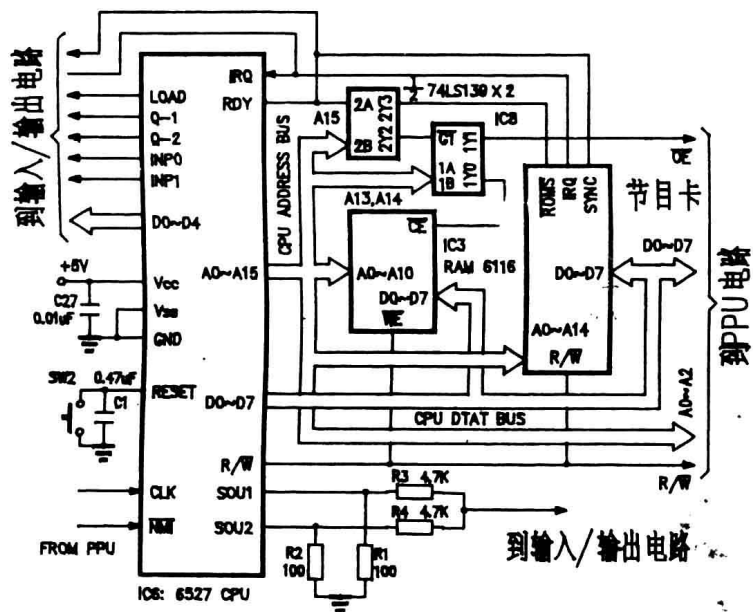 到输入/输出电路
LOAD
Q-1
Q-2
INP0
INP1
D0~D4
+5V
C27
0.01uF
Vcc
Vss
GND
SW2
0.47uF
C1
RESET
CLK
NMI
FROM PPU
IC6: 6527 CPU
IRQ
RDY
A0~A15
D0~D7
R/W
SOU1
SOU2
CPU ADDRESS BUS
A15
2A
2B
2Y3
2Y2
1/2 74LS139×2
IC8
GT
1A
1B
1Y1
1Y0
A13,A14
CE
A0~A10
D0~D7
WE
IC3
RAM 6116
ROMS
IRQ
SYNC
D0~D7
A0~A14
R/W
节目卡
OE
D0~D7
A0~A2
R/W
到PPU电路
CPU DTAT BUS
R3 4.7K
R4 4.7K
R2
100
R1
100
到输入/输出电路